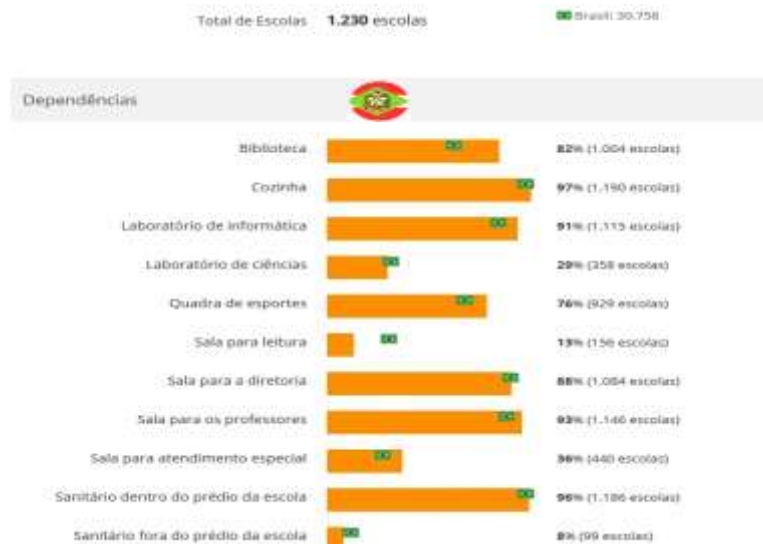 Total de Escolas 1.230 escolas Brasil: 30.758
Dependências
Biblioteca 82% (1.004 escolas)
Cozinha 97% (1.190 escolas)
Laboratório de informática 91% (1.115 escolas)
Laboratório de ciências 29% (358 escolas)
Quadra de esportes 76% (929 escolas)
Sala para leitura 13% (156 escolas)
Sala para a diretoria 88% (1.084 escolas)
Sala para os professores 93% (1.146 escolas)
Sala para atendimento especial 36% (440 escolas)
Sanitário dentro do prédio da escola 96% (1.186 escolas)
Sanitário fora do prédio da escola 8% (99 escolas)